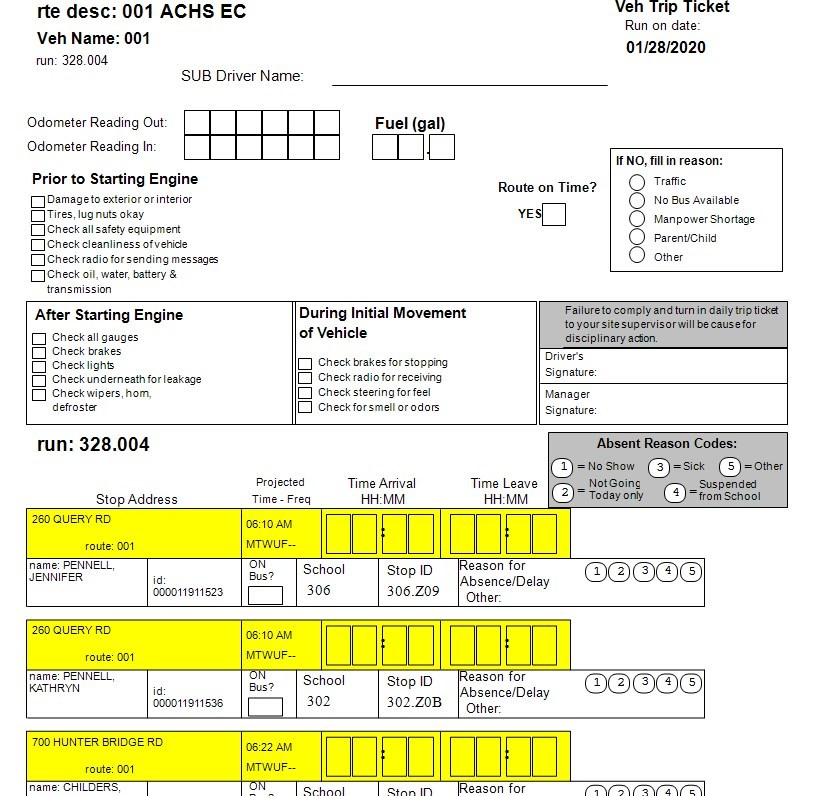 rte desc: 001 ACHS EC
Veh Trip Ticket
Run on date:
Veh Name: 001
01/28/2020
run: 328.004
SUB Driver Name:
Odometer Reading Out:
Fuel (gal)
Odometer Reading In:
.
If NO, fill in reason:
Traffic
No Bus Available
Manpower Shortage
Parent/Child
Other
Route on Time?
YES
Prior to Starting Engine
Damage to exterior or interior
Tires, lug nuts okay
Check all safety equipment
Check cleanliness of vehicle
Check radio for sending messages
Check oil, water, battery &
transmission
After Starting Engine
Check all gauges
Check brakes
Check lights
Check underneath for leakage
Check wipers, horn,
defroster
During Initial Movement
of Vehicle
Check brakes for stopping
Check radio for receiving
Check steering for feel
Check for smell or odors
Failure to comply and turn in daily trip ticket
to your site supervisor will be cause for
disciplinary action.
Driver's
Signature:
Manager
Signature:
run: 328.004
Absent Reason Codes:
1 = No Show 3 = Sick 5 = Other
2 = Not Going Today only 4 = Suspended from School
Stop Address
Projected
Time - Freq
Time Arrival
HH:MM
Time Leave
HH:MM
260 QUERY RD
route: 001
06:10 AM
MTWUF--
: :
name: PENNELL,
JENNIFER
id:
000011911523
ON
Bus?
School
306
Stop ID
306.Z09
Reason for
Absence/Delay
Other:
1 2 3 4 5
260 QUERY RD
route: 001
06:10 AM
MTWUF--
: :
name: PENNELL,
KATHRYN
id:
000011911536
ON
Bus?
School
302
Stop ID
302.Z0B
Reason for
Absence/Delay
Other:
1 2 3 4 5
700 HUNTER BRIDGE RD
route: 001
06:22 AM
MTWUF--
: :
name: CHILDERS,
ON
School
Stop ID
Reason for
1 2 3 4 5